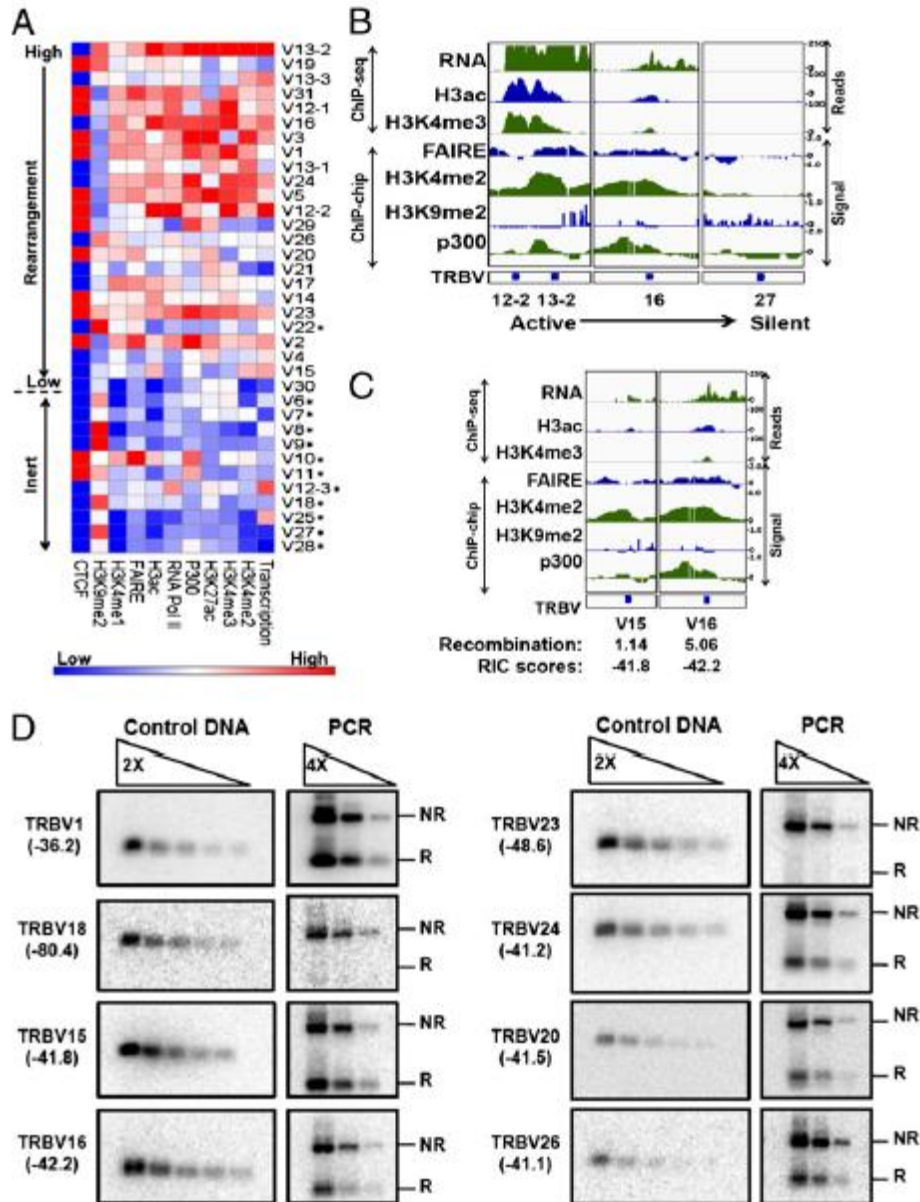 A
High
Rearrangement
Low
Inert
V13-2
V19
V13-3
V31
V12-1
V16
V3
V1
V13-1
V24
V5
V12-2
V29
V26
V20
V21
V17
V14
V23
V22*
V2
V4
V15
V30
V6*
V7*
V8*
V9*
V10*
V11*
V12-3*
V18*
V25*
V27*
V28*
CTCF
H3K9me2
H3K4me1
FAIRE
H3ac
RNA Pol II
P300
H3K27ac
H3K4me3
H3K4me2
Transcription
Low
High
B
ChIP-seq
ChIP-chip
RNA
H3ac
H3K4me3
FAIRE
H3K4me2
H3K9me2
p300
TRBV
Reads
Signal
12-2 13-2 16 27
Active Silent
C
ChIP-seq
ChIP-chip
RNA
H3ac
H3K4me3
FAIRE
H3K4me2
H3K9me2
p300
TRBV
Reads
Signal
V15 V16
Recombination: 1.14 5.06
RIC scores: -41.8 -42.2
D
Control DNA PCR
2X 4X
TRBV1
(-36.2)
NR
R
TRBV18
(-80.4)
NR
R
TRBV15
(-41.8)
NR
R
TRBV16
(-42.2)
NR
R
Control DNA PCR
2X 4X
TRBV23
(-48.6)
NR
R
TRBV24
(-41.2)
NR
R
TRBV20
(-41.5)
NR
R
TRBV26
(-41.1)
NR
R